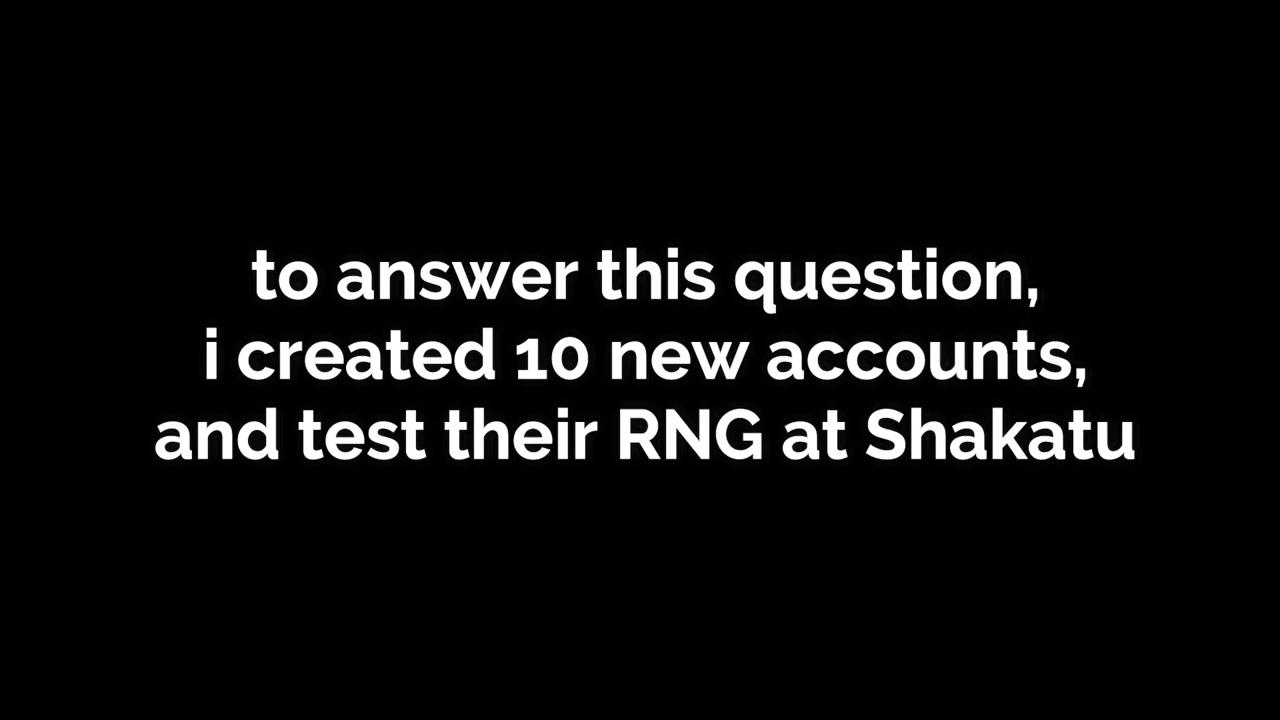 to answer this question,
i created 10 new accounts,
and test their RNG at Shakatu